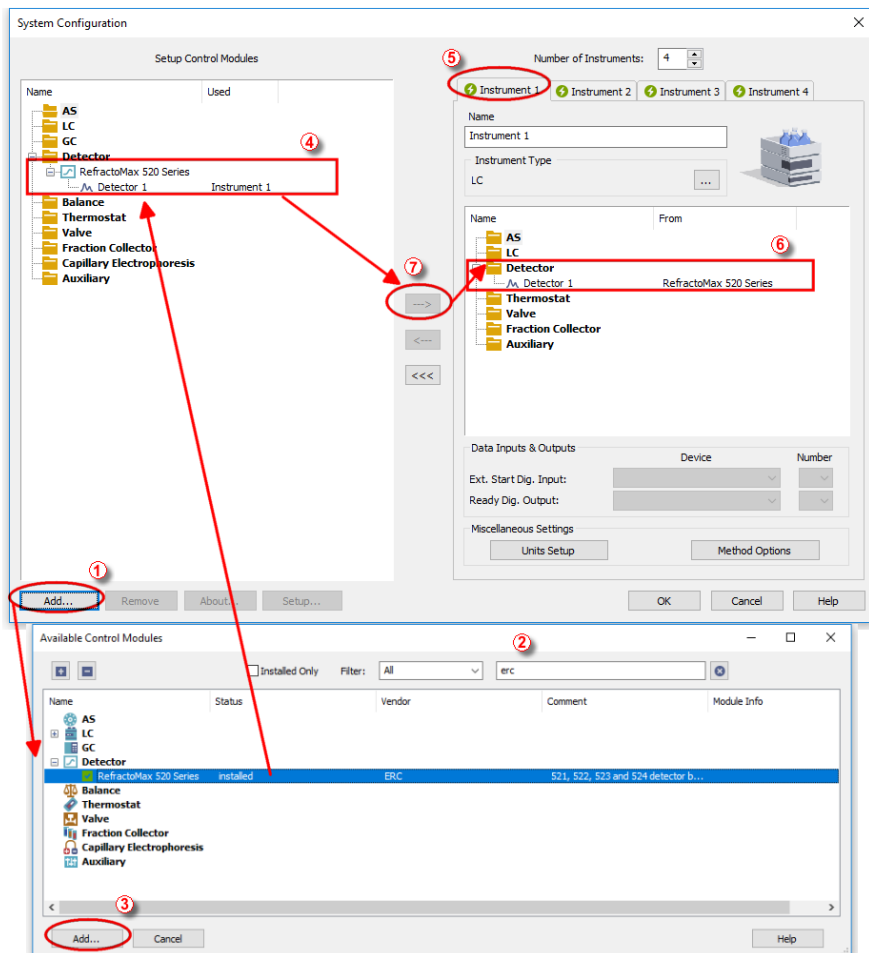 System Configuration
Setup Control Modules
Name Used
AS
LC
GC
Detector
RefractoMax 520 Series
Detector 1 Instrument 1
Balance
Thermostat
Valve
Fraction Collector
Capillary Electrophoresis
Auxiliary
④
⑦
--->
<---
<<<
①
Add... Remove About... Setup...
⑤ Number of Instruments: 4
Instrument 1 Instrument 2 Instrument 3 Instrument 4
Name
Instrument 1
Instrument Type
LC ...
Name From
⑥
AS
LC
Detector
Detector 1 RefractoMax 520 Series
Thermostat
Valve
Fraction Collector
Auxiliary
Data Inputs & Outputs
Device Number
Ext. Start Dig. Input:
Ready Dig. Output:
Miscellaneous Settings
Units Setup Method Options
OK Cancel Help
Available Control Modules
②
Installed Only Filter: All erc
Name Status Vendor Comment Module Info
AS
LC
GC
Detector
RefractoMax 520 Series installed ERC 521, 522, 523 and 524 detector b...
Balance
Thermostat
Valve
Fraction Collector
Capillary Electrophoresis
Auxiliary
③
Add... Cancel Help